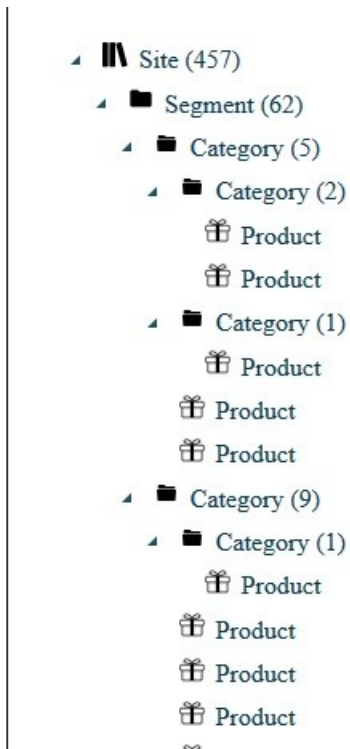 Site (457)
Segment (62)
Category (5)
Category (2)
Product
Product
Category (1)
Product
Product
Product
Category (9)
Category (1)
Product
Product
Product
Product